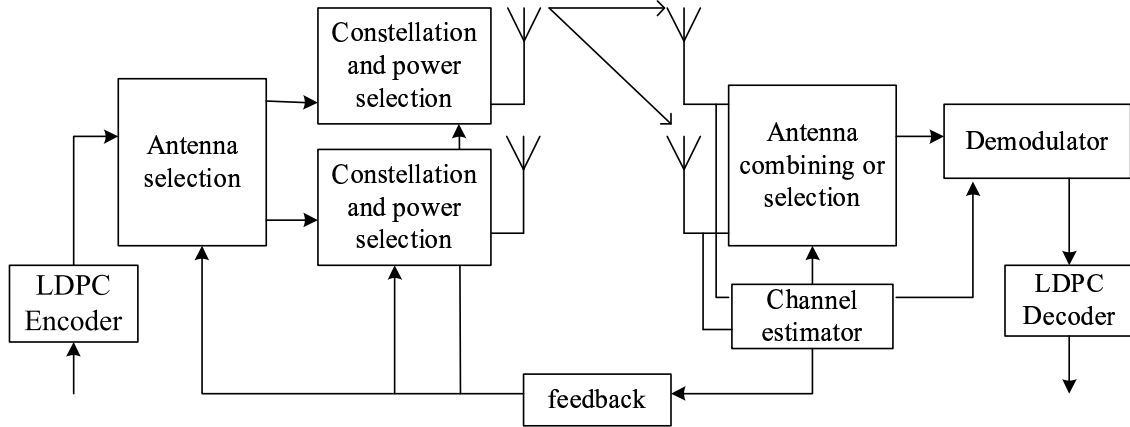 Constellation
and power
selection
Antenna
selection
Constellation
and power
selection
LDPC
Encoder
Antenna
combining or
selection
Demodulator
Channel
estimator
LDPC
Decoder
feedback